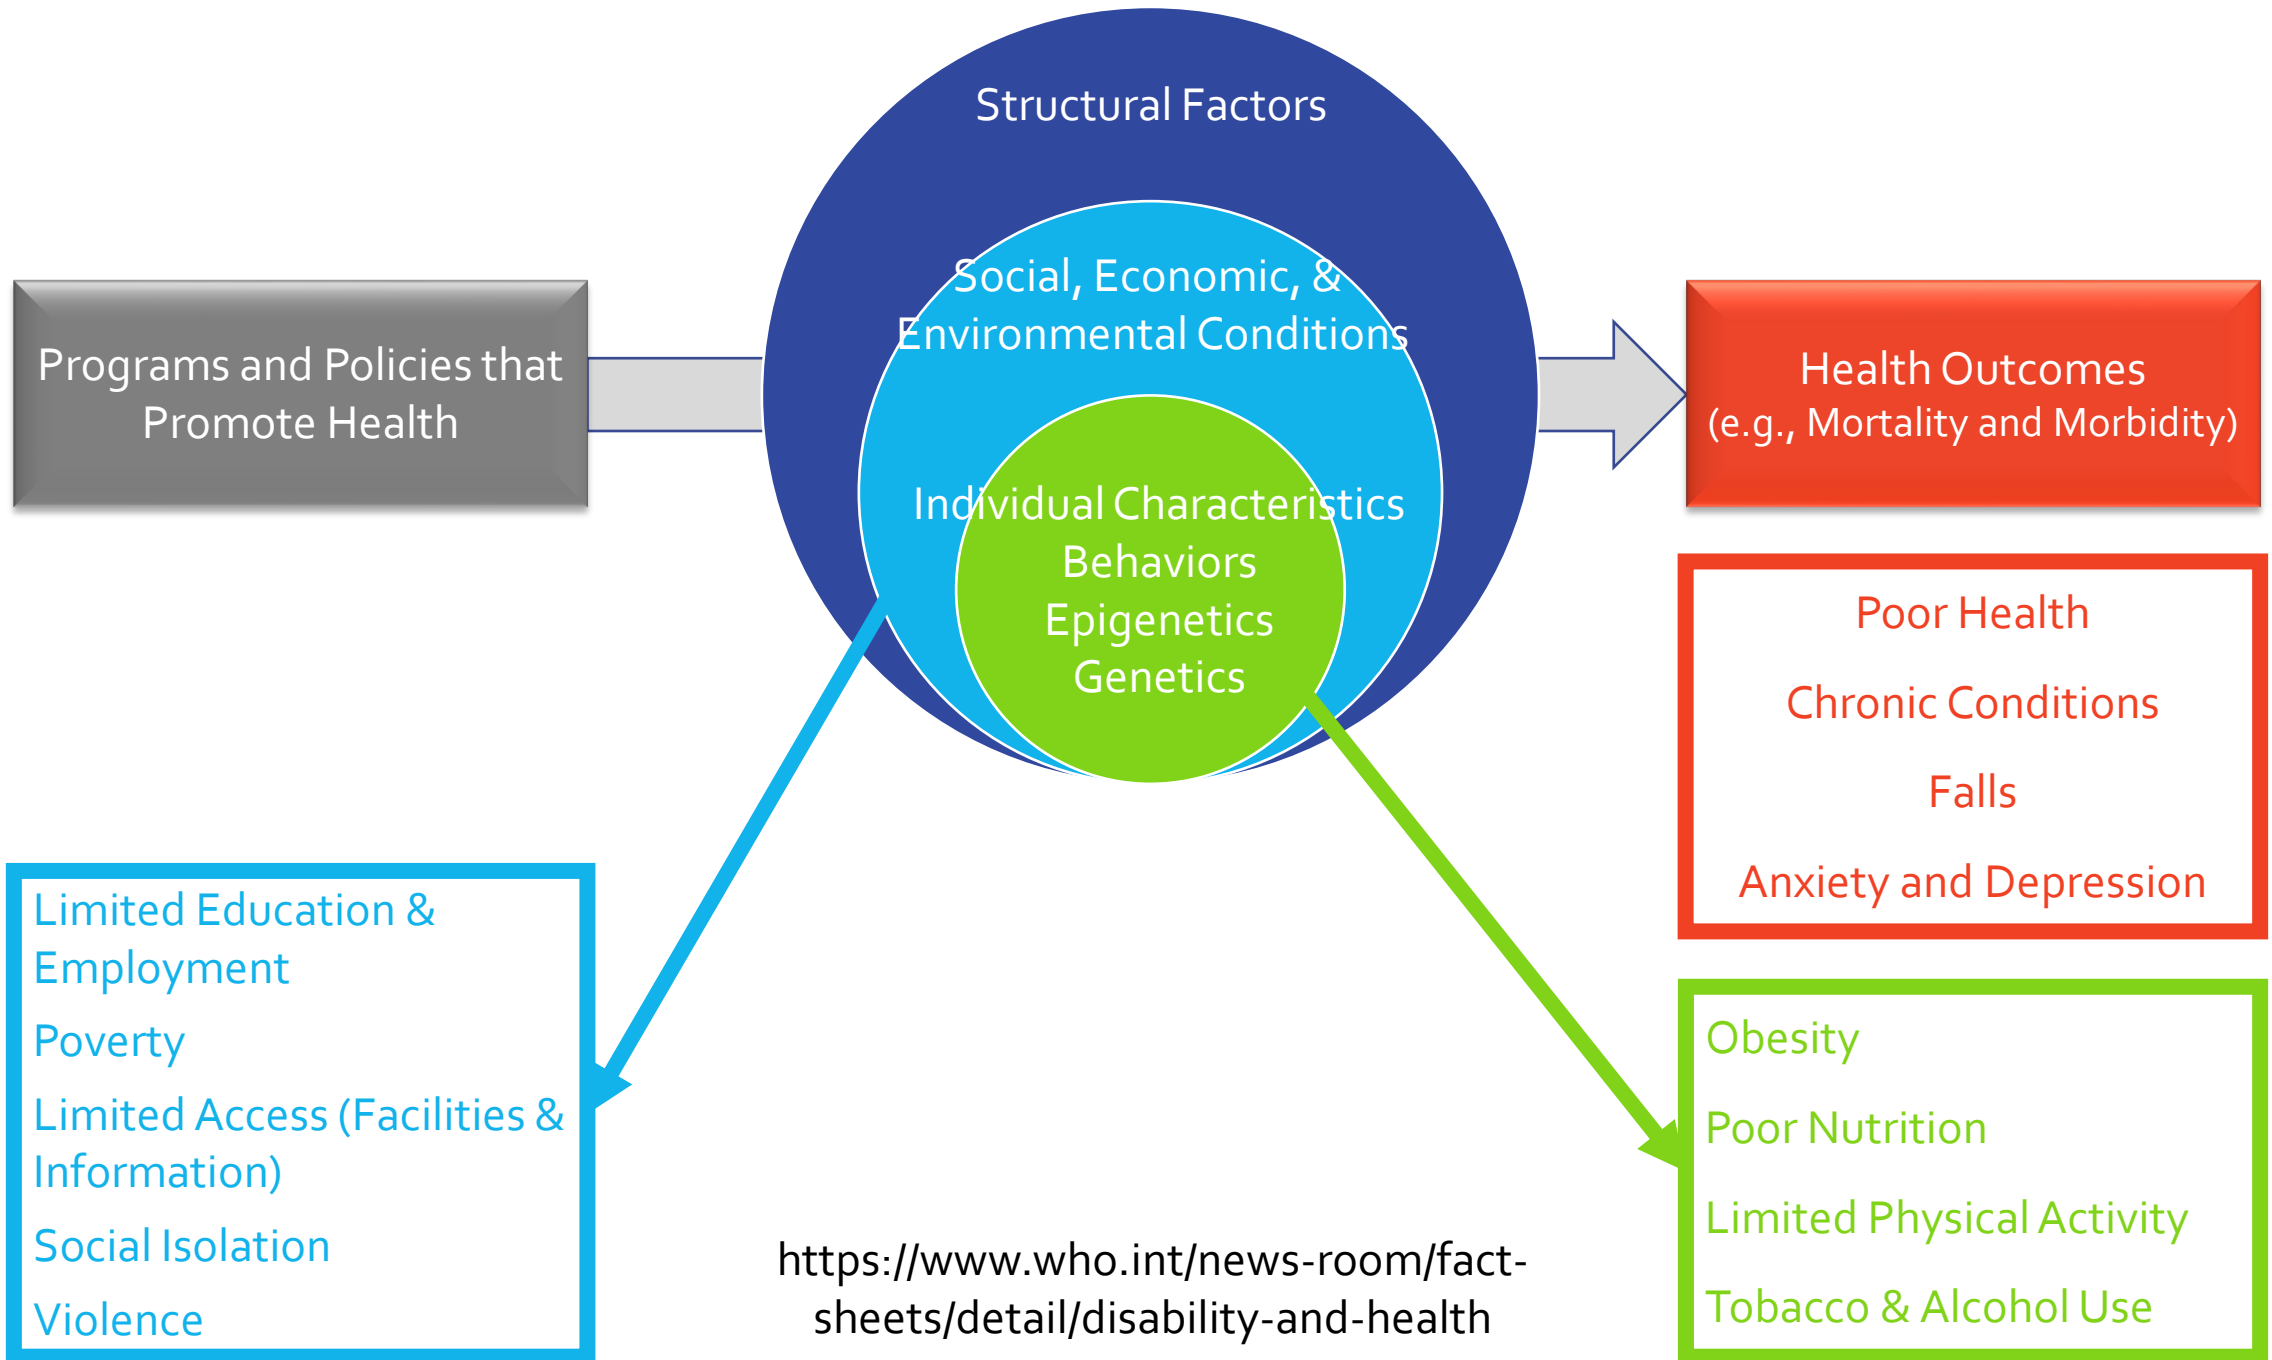 Structural Factors
Social, Economic, &
Environmental Conditions
Individual Characteristics
Behaviors
Epigenetics
Genetics
Programs and Policies that
Promote Health
Health Outcomes
(e.g., Mortality and Morbidity)
Poor Health
Chronic Conditions
Falls
Anxiety and Depression
Limited Education &
Employment
Poverty
Limited Access (Facilities &
Information)
Social Isolation
Violence
Obesity
Poor Nutrition
Limited Physical Activity
Tobacco & Alcohol Use
https://www.who.int/news-room/fact-
sheets/detail/disability-and-health